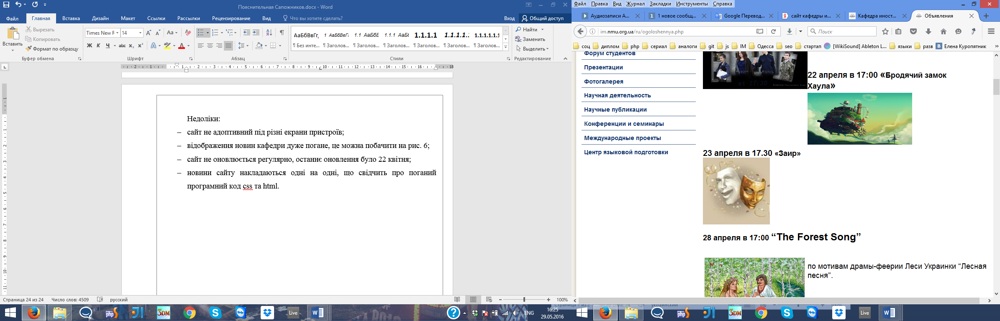 Пояснительная Сапожников.docx - Word
Файл Главная Вставка Дизайн Макет Ссылки Рассылки Рецензирование Вид Что вы хотите сделать? Вход Общий доступ
Вставить
Вырезать
Копировать
Формат по образцу
Буфер обмена
Times New R 14
Ж К Ч abc x₂ x²
Шрифт
Абзац
АаБбВвГг, 1 АаБбВвГг 1.1 АаБбЕ 1.1.1 АаБб 1.1.1.1 1.1.1.1.1 1.1.1.1.1.1
¶ Без инте... ¶ Заголов... ¶ Заголов... ¶ Заголов... ¶ Заголов... ¶ Заголов... ¶ Заголов...
Стили
Найти
Заменить
Выделить
Редактирование
Недоліки:
– сайт не адоптивний під різні екрани пристроїв;
– відображення новин кафедри дуже погане, це можна побачити на рис. 6;
– сайт не оновлюється регулярно, останнє оновлення було 22 квітня;
– новини сайту накладаються одні на одні, що свідчить про поганий
програмний код css та html.
Страница 24 из 24 Число слов: 4509 русский 100%
Файл Правка Вид Журнал Закладки Инструменты Справка
Аудиозаписи А... 1 новое сообщ... Google Перевод... сайт кафедры и... Кафедра иност... Объявления
im.nmu.org.ua/ru/ogoloshennya.php Поиск
соц диплом php сериал аналоги git js IM Одесса seo стартап [WikiSound] Ableton L... языки разв Елена Куропятник
Форум студентов
Презентации
Фотогалерея
Научная деятельность
Научные публикации
Конференции и семинары
Международные проекты
Центр языковой подготовки
at 17:30
22 апреля в 17:00 «Бродячий замок
Хаула»
23 апреля в 17.30 «Заир»
28 апреля в 17:00 “The Forest Song”
по мотивам драмы-феерии Леси Украинки “Лесная
песня”.
Live
ENG
16:25
29.05.2016
Live